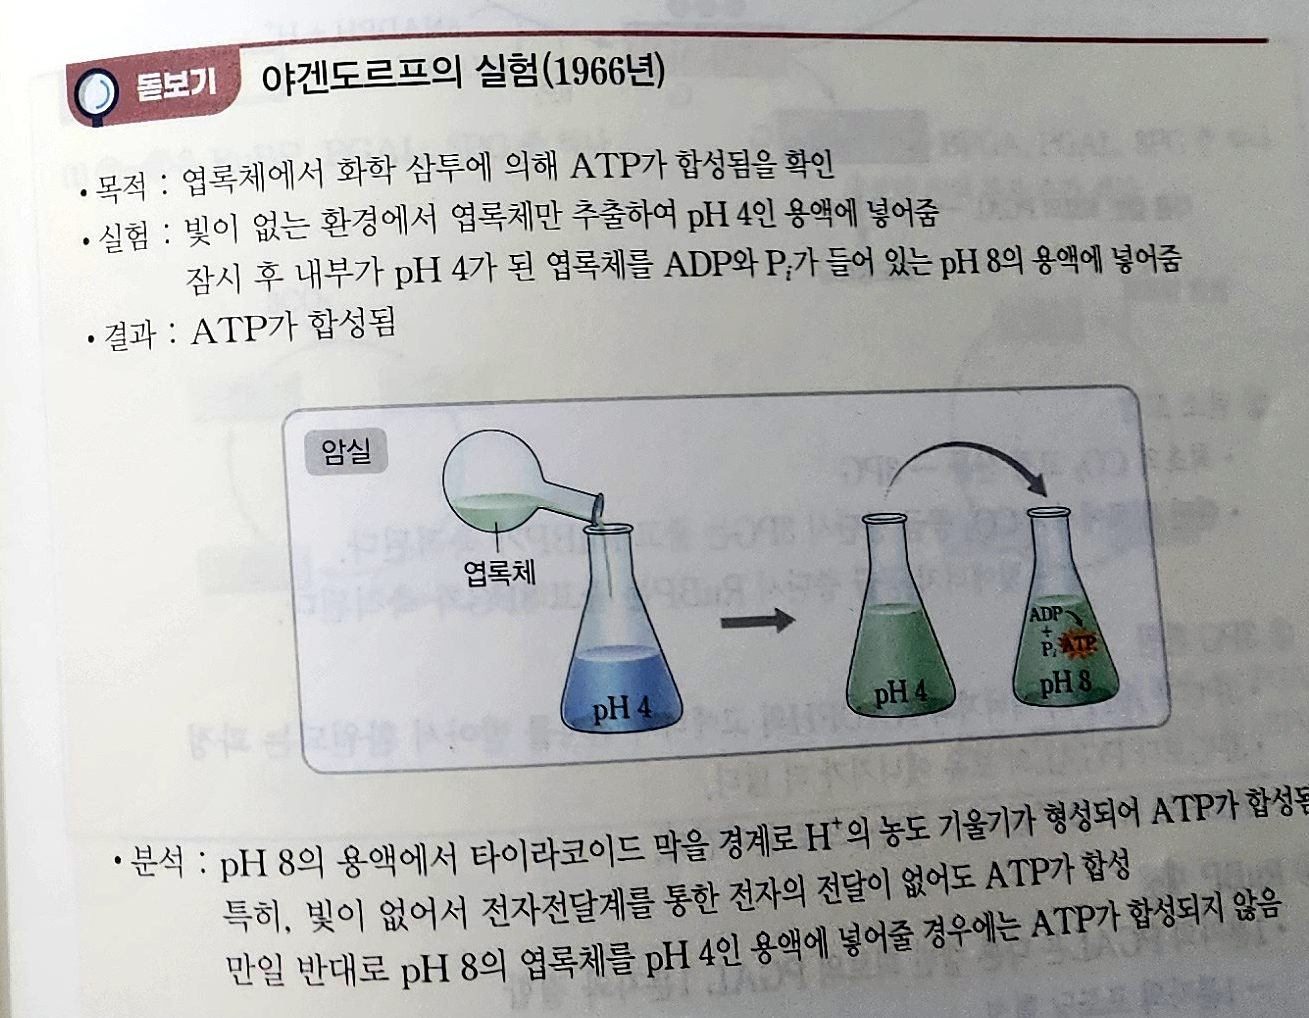 돋보기 야겐도르프의 실험(1966년)
• 목적 : 엽록체에서 화학 삼투에 의해 ATP가 합성됨을 확인
• 실험 : 빛이 없는 환경에서 엽록체만 추출하여 pH 4인 용액에 넣어줌
잠시 후 내부가 pH 4가 된 엽록체를 ADP와 Pi가 들어 있는 pH 8의 용액에 넣어줌
• 결과 : ATP가 합성됨
암실
엽록체
pH 4
pH 4
ADP
+
Pi ATP
pH 8
• 분석 : pH 8의 용액에서 타이라코이드 막을 경계로 H+의 농도 기울기가 형성되어 ATP가 합성됨
특히, 빛이 없어서 전자전달계를 통한 전자의 전달이 없어도 ATP가 합성
만일 반대로 pH 8의 엽록체를 pH 4인 용액에 넣어줄 경우에는 ATP가 합성되지 않음